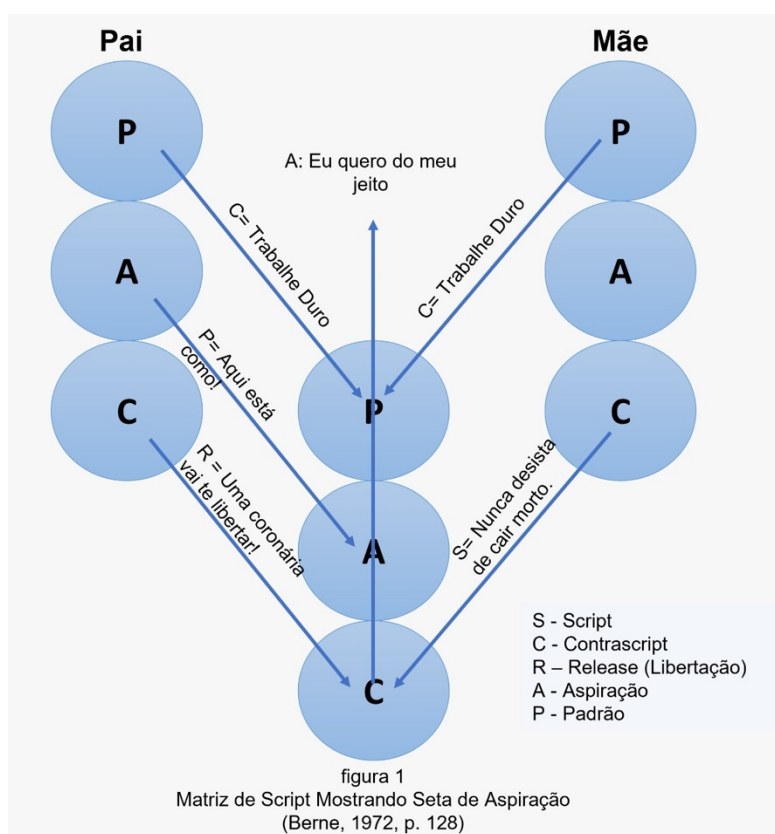 Pai
Mãe
P
P
A: Eu quero do meu
jeito
C= Trabalhe Duro
C= Trabalhe Duro
A
A
P= Aqui está
como!
C
P
C
R = Uma coronária
vai te libertar!
S= Nunca desista
de cair morto.
A
C
S - Script
C - Contrascript
R – Release (Libertação)
A - Aspiração
P - Padrão
figura 1
Matriz de Script Mostrando Seta de Aspiração
(Berne, 1972, p. 128)